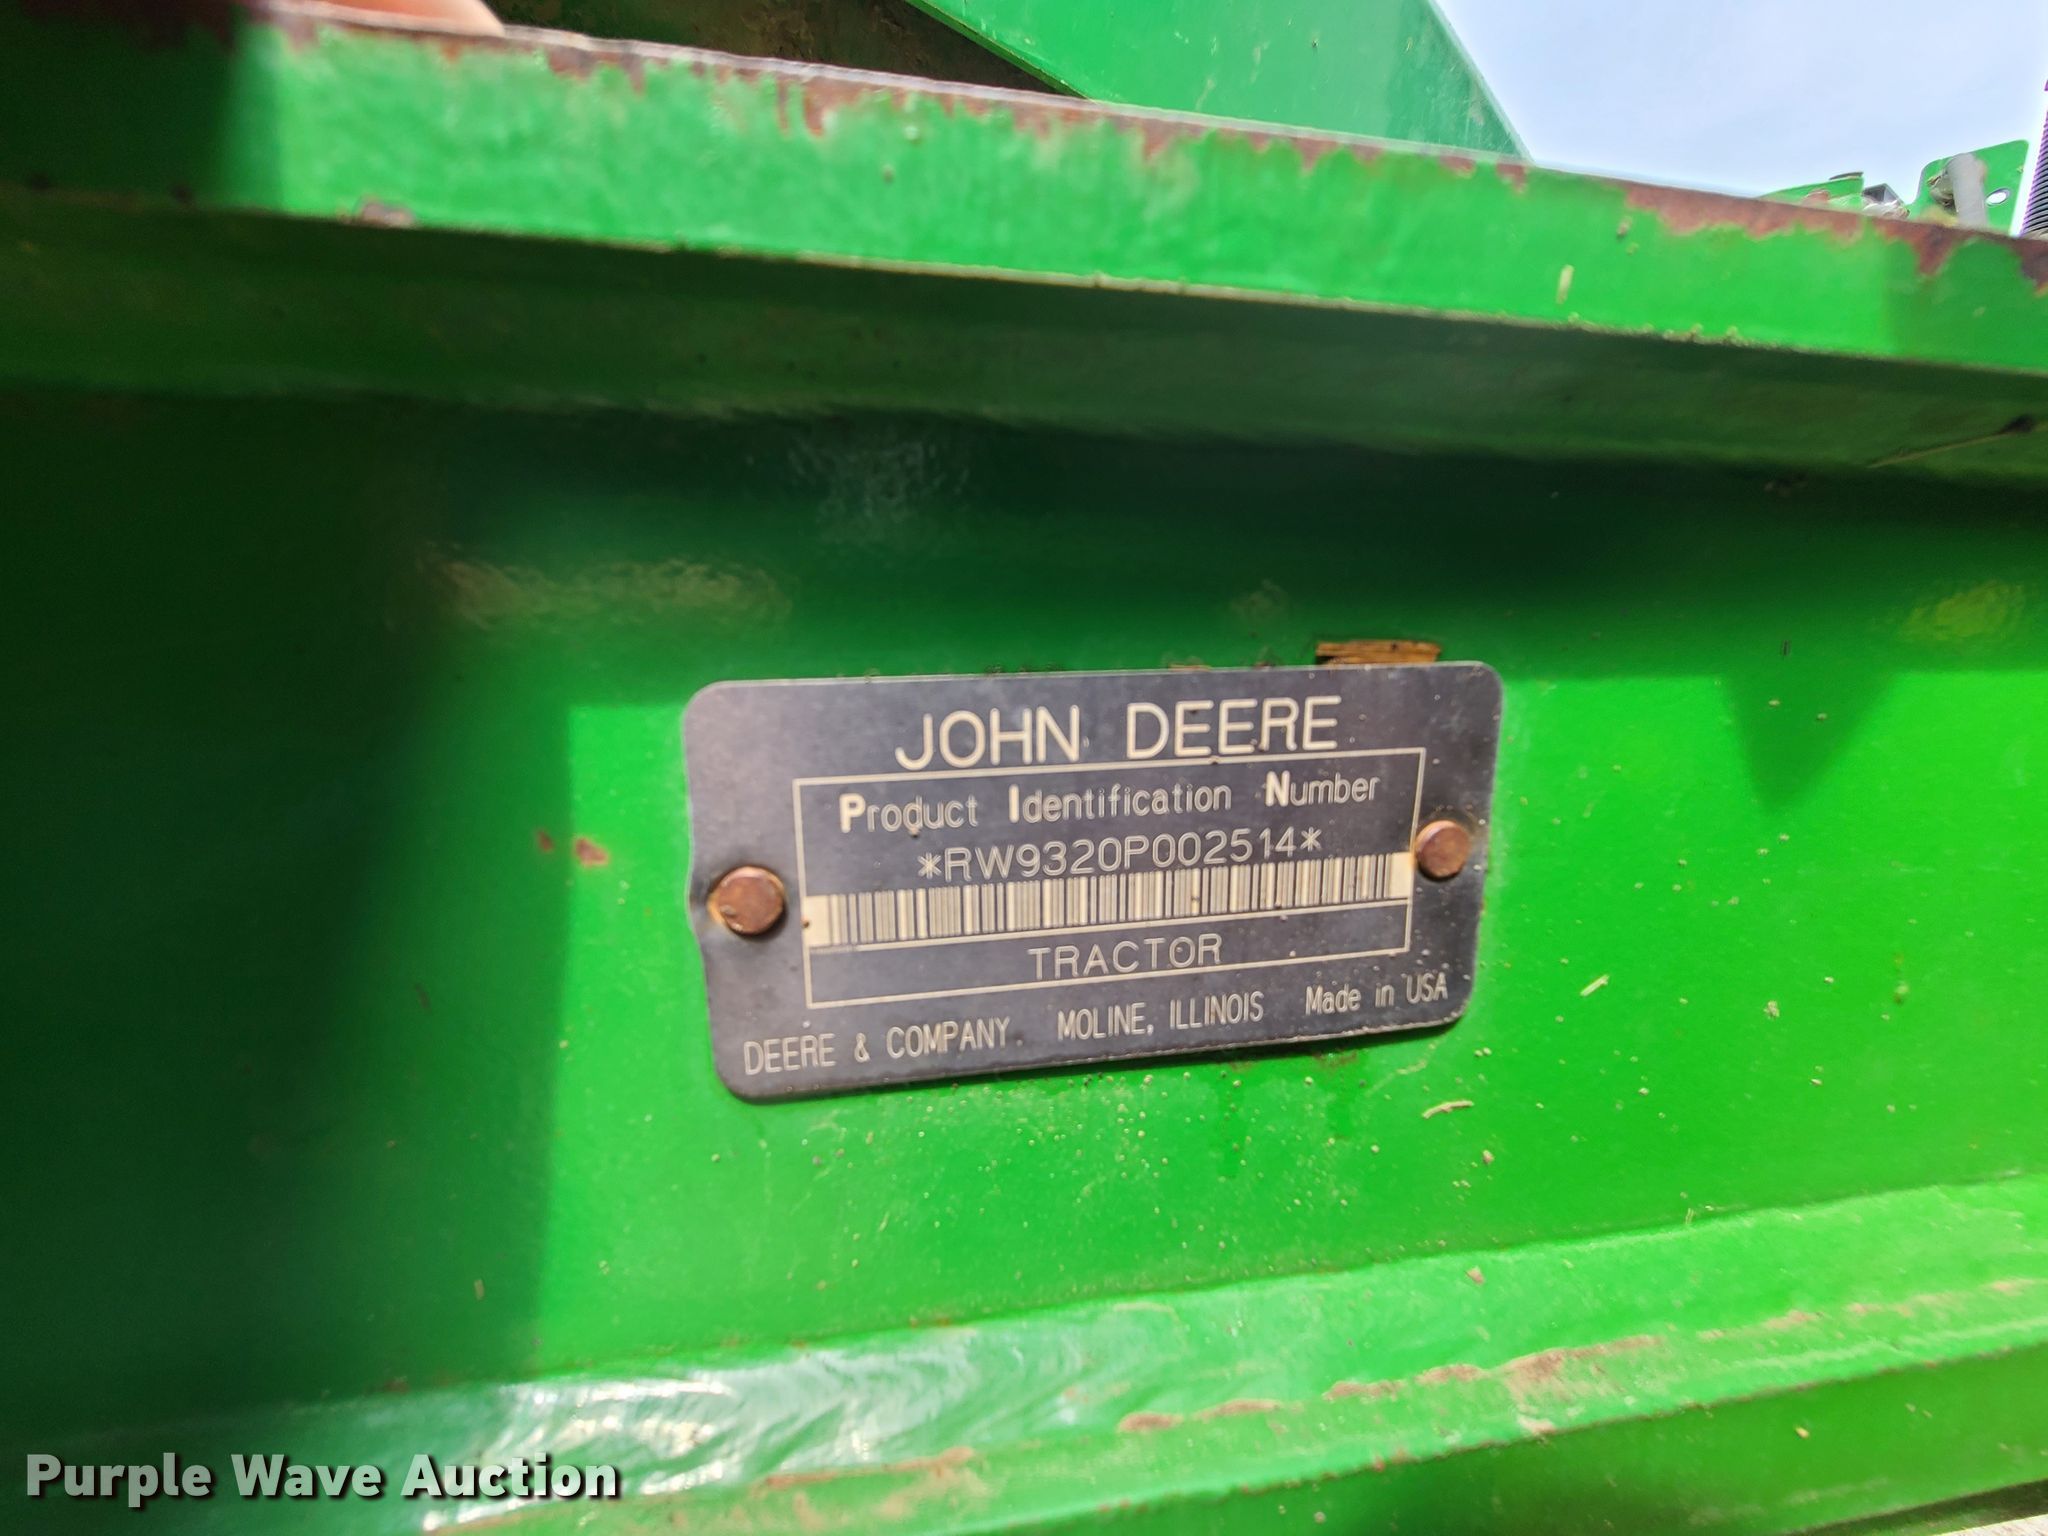 JOHN DEERE
Product Identification Number
*RW9320P002514*
TRACTOR
DEERE & COMPANY MOLINE, ILLINOIS Made in USA
Purple Wave Auction